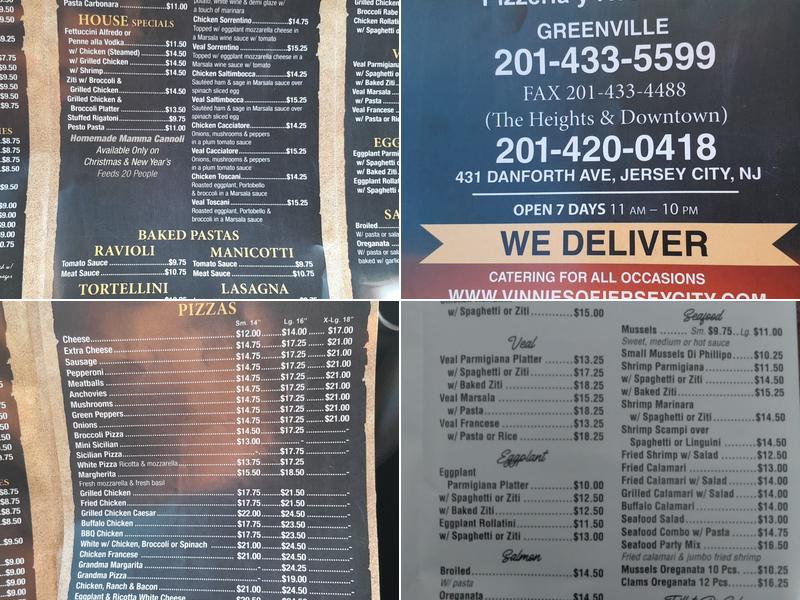 Pasta Carbonara $11.00
HOUSE SPECIALS
Fettuccini Alfredo or
Penne alla Vodka $11.50
w/ Chicken (Steamed) $14.50
w/ Grilled Chicken $14.50
w/ Shrimp $14.50
Ziti w/ Broccoli &
Grilled Chicken $14.50
Grilled Chicken &
Broccoli Platter $13.50
Stuffed Rigatoni $9.75
Pesto Pasta $11.00
Homemade Mamma Cannoli
Available Only on
Christmas & New Year's
Feeds 20 People
potato, white wine & demi glaze w/
a touch of marinara
Chicken Sorrentino $14.75
Topped w/ eggplant mozzarella cheese in
a Marsala wine sauce w/ tomato
Veal Sorrentino $15.25
Topped w/ eggplant mozzarella cheese in a
Marsala wine sauce w/ tomato
Chicken Saltimbocca $14.25
Sautéed ham & sage in Marsala sauce over
spinach sliced egg
Veal Saltimbocca $15.25
Sautéed ham & sage in Marsala sauce over
spinach sliced egg
Chicken Cacciatore $14.25
Onions, mushrooms & peppers
in a plum tomato sauce
Veal Cacciatore $15.25
Onions, mushrooms & peppers
in a plum tomato sauce
Chicken Toscani $14.25
Roasted eggplant, Portobello
& broccoli in a Marsala sauce
Veal Toscani $15.25
Roasted eggplant, Portobello &
broccoli in a Marsala sauce
BAKED PASTAS
RAVIOLI
Tomato Sauce $9.75
Meat Sauce $10.75
TORTELLINI
MANICOTTI
Tomato Sauce $9.75
Meat Sauce $10.75
LASAGNA
GREENVILLE
201-433-5599
FAX 201-433-4488
(The Heights & Downtown)
201-420-0418
431 DANFORTH AVE, JERSEY CITY, NJ
OPEN 7 DAYS 11 AM – 10 PM
WE DELIVER
CATERING FOR ALL OCCASIONS
WWW.VINNIESOFJERSEYCITY.COM
PIZZAS
Sm. 14" Lg. 16" X-Lg. 18"
Cheese $12.00 $14.00 $17.00
Extra Cheese $14.75 $17.25 $21.00
Sausage $14.75 $17.25 $21.00
Pepperoni $14.75 $17.25 $21.00
Meatballs $14.75 $17.25 $21.00
Anchovies $14.75 $17.25 $21.00
Mushrooms $14.75 $17.25 $21.00
Green Peppers $14.75 $17.25 $21.00
Onions $14.75 $17.25 $21.00
Broccoli Pizza $14.50 $17.50 -
Mini Sicilian $13.00 - -
Sicilian Pizza - $17.75 -
White Pizza Ricotta & mozzarella $13.75 $17.25 -
Margherita $15.50 $18.50 -
Fresh mozzarella & fresh basil
Grilled Chicken $17.75 $21.50 -
Fried Chicken $17.75 $21.50 -
Grilled Chicken Caesar $22.00 $24.50 -
Buffalo Chicken $17.75 $23.50 -
BBQ Chicken $17.75 $23.50 -
White w/ Chicken, Broccoli or Spinach $21.00 $24.50 -
Chicken Francese $21.00 $24.50 -
Grandma Margarita - $24.25 -
Grandma Pizza - $19.00 -
Chicken, Ranch & Bacon $21.00 $24.50 -
Eggplant & Ricotta White Cheese
w/ Spaghetti or Ziti $15.00
Veal
Veal Parmigiana Platter $13.25
w/ Spaghetti or Ziti $17.25
w/ Baked Ziti $18.25
Veal Marsala $15.25
w/ Pasta $18.25
Veal Francese $13.25
w/ Pasta or Rice $18.25
Eggplant
Eggplant
Parmigiana Platter $10.00
w/ Spaghetti or Ziti $12.50
w/ Baked Ziti $12.50
Eggplant Rollatini $11.50
w/ Spaghetti or Ziti $13.00
Salmon
Broiled $14.50
W/ pasta
Oreganata $14.50
Seafood
Mussels Sm. $9.75 Lg. $11.00
Sweet, medium or hot sauce
Small Mussels Di Phillipo $10.25
Shrimp Parmigiana $11.50
w/ Spaghetti or Ziti $14.50
w/ Baked Ziti $15.25
Shrimp Marinara
w/ Spaghetti or Ziti $14.50
Shrimp Scampi over
Spaghetti or Linguini $14.50
Fried Shrimp w/ Salad $12.50
Fried Calamari $13.00
Fried Calamari w/ Salad $14.00
Grilled Calamari w/ Salad $14.00
Buffalo Calamari $14.00
Seafood Salad $13.00
Seafood Combo w/ Pasta $14.75
Seafood Party Mix $16.50
Fried calamari & jumbo fried shrimp
Mussels Oreganata 10 Pcs. $10.25
Clams Oreganata 12 Pcs. $16.25